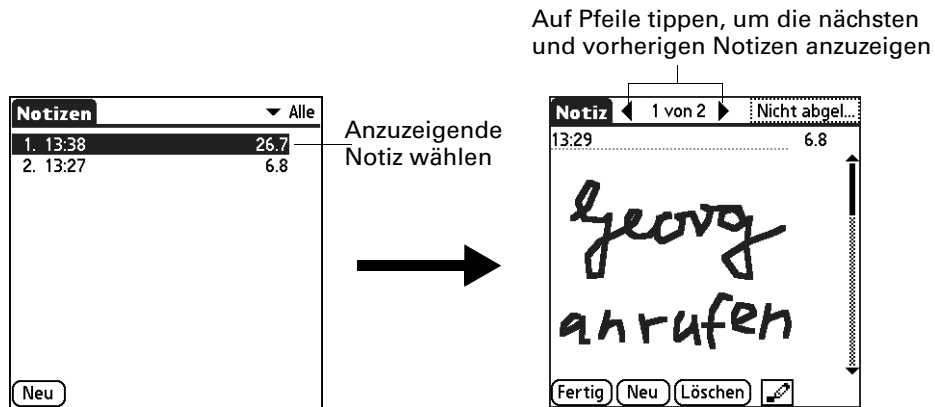 Auf Pfeile tippen, um die nächsten
und vorherigen Notizen anzuzeigen
Notizen Alle
1. 13:38 26.7
2. 13:27 6.8
Neu
Anzuzeigende
Notiz wählen
Notiz 1 von 2 Nicht abgel...
13:29 6.8
Georg
anrufen
Fertig Neu Löschen